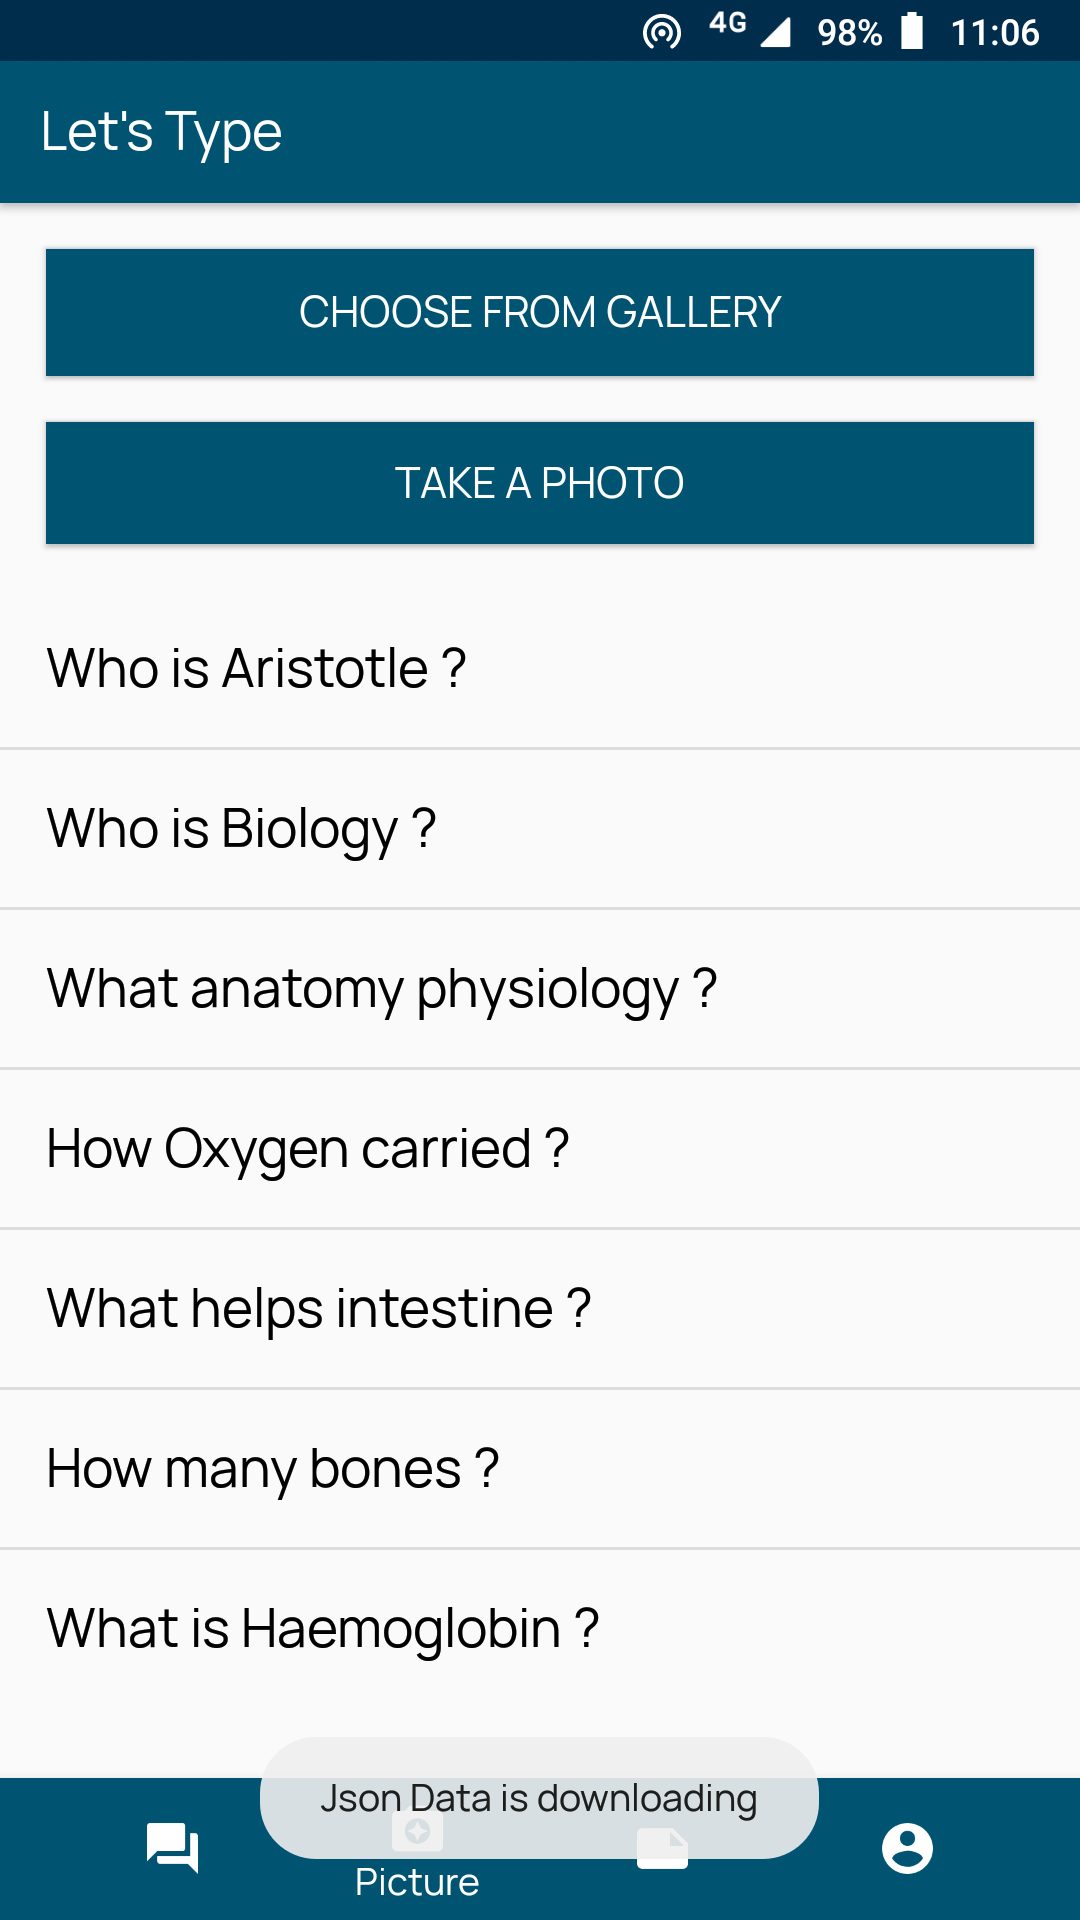 4G 98% 11:06
Let's Type
CHOOSE FROM GALLERY
TAKE A PHOTO
Who is Aristotle ?
Who is Biology ?
What anatomy physiology ?
How Oxygen carried ?
What helps intestine ?
How many bones ?
What is Haemoglobin ?
Json Data is downloading
Picture